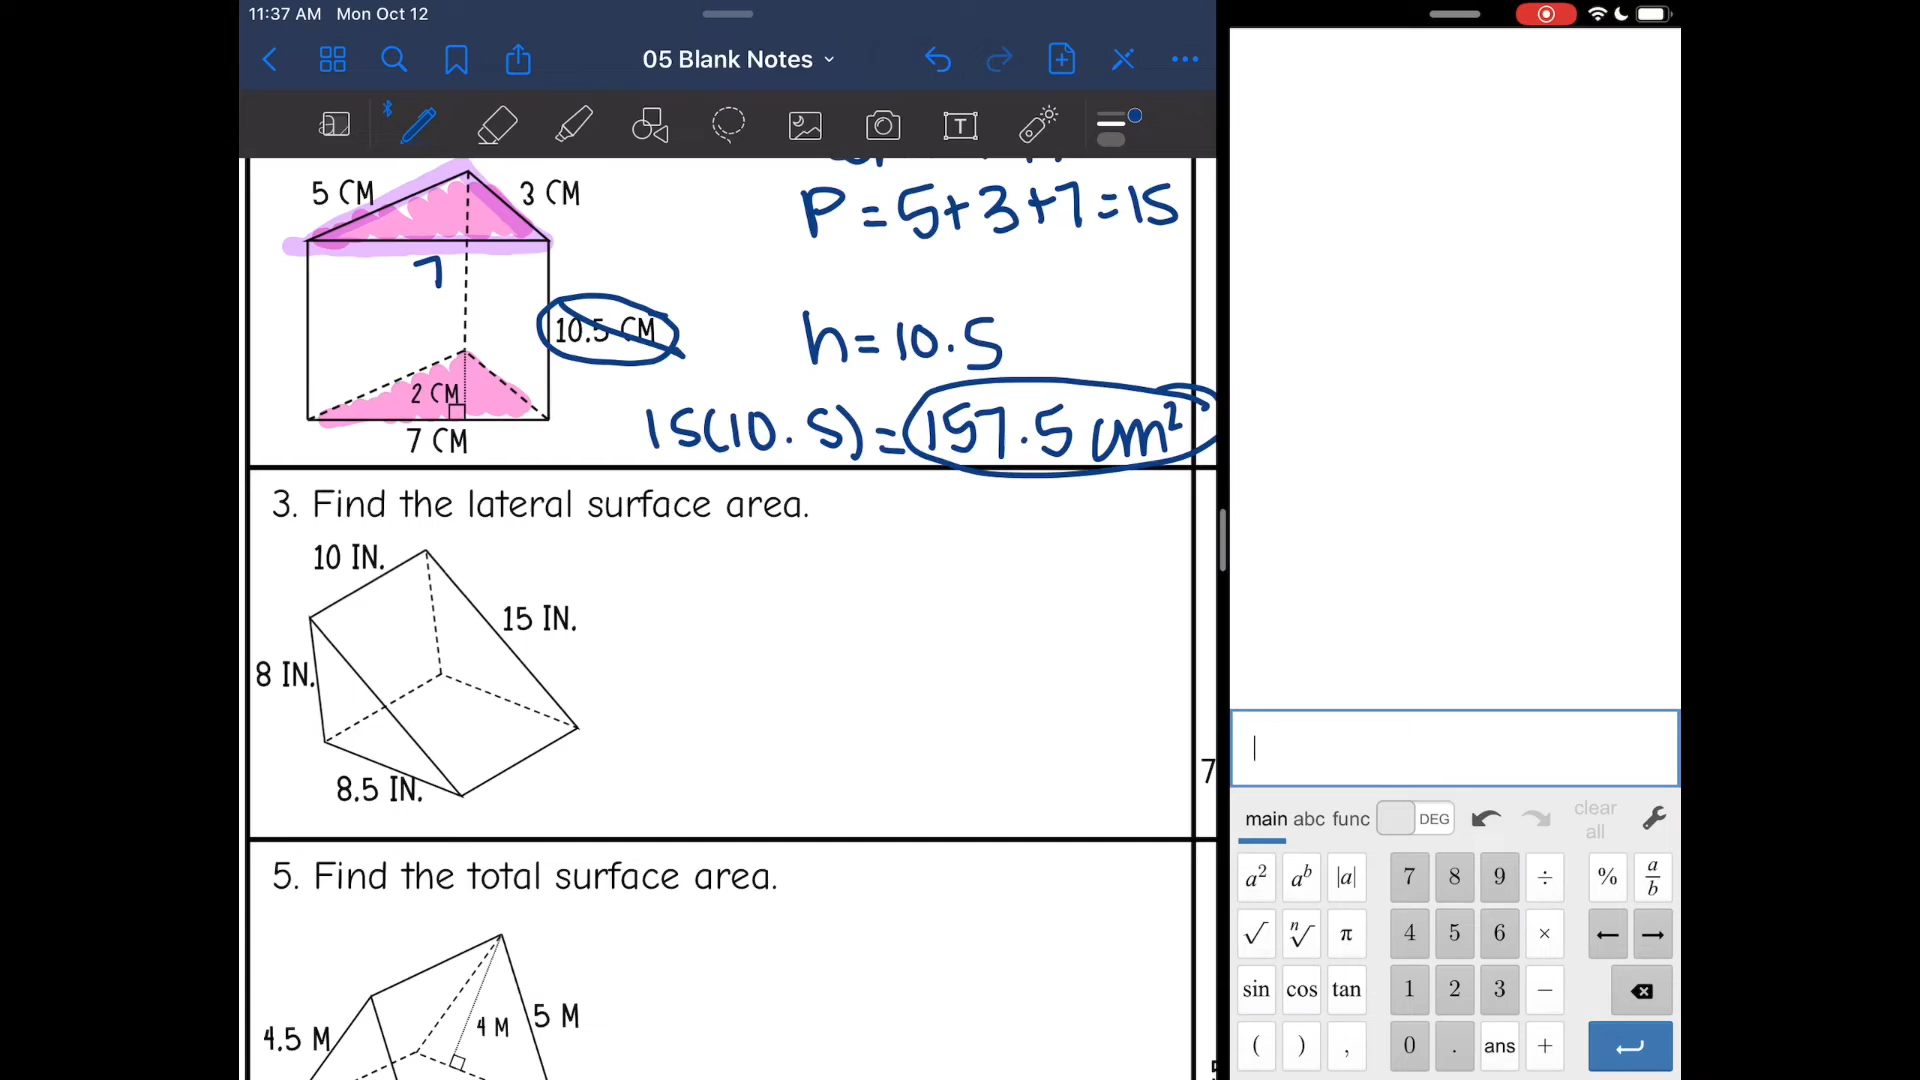 11:37 AM Mon Oct 12
05 Blank Notes
5 CM
3 CM
P = 5+3+7=15
7
10.5 CM
h = 10.5
2 CM
7 CM
15(10.5) = 157.5 cm²
3. Find the lateral surface area.
10 IN.
15 IN.
8 IN.
8.5 IN.
7
5. Find the total surface area.
5 M
4 M
4.5 M
main abc func DEG clear all
a² aᵇ |a| 7 8 9 ÷ % a/b
√ ⁿ√ π 4 5 6 × ← →
sin cos tan 1 2 3 −
( ) , 0 . ans +